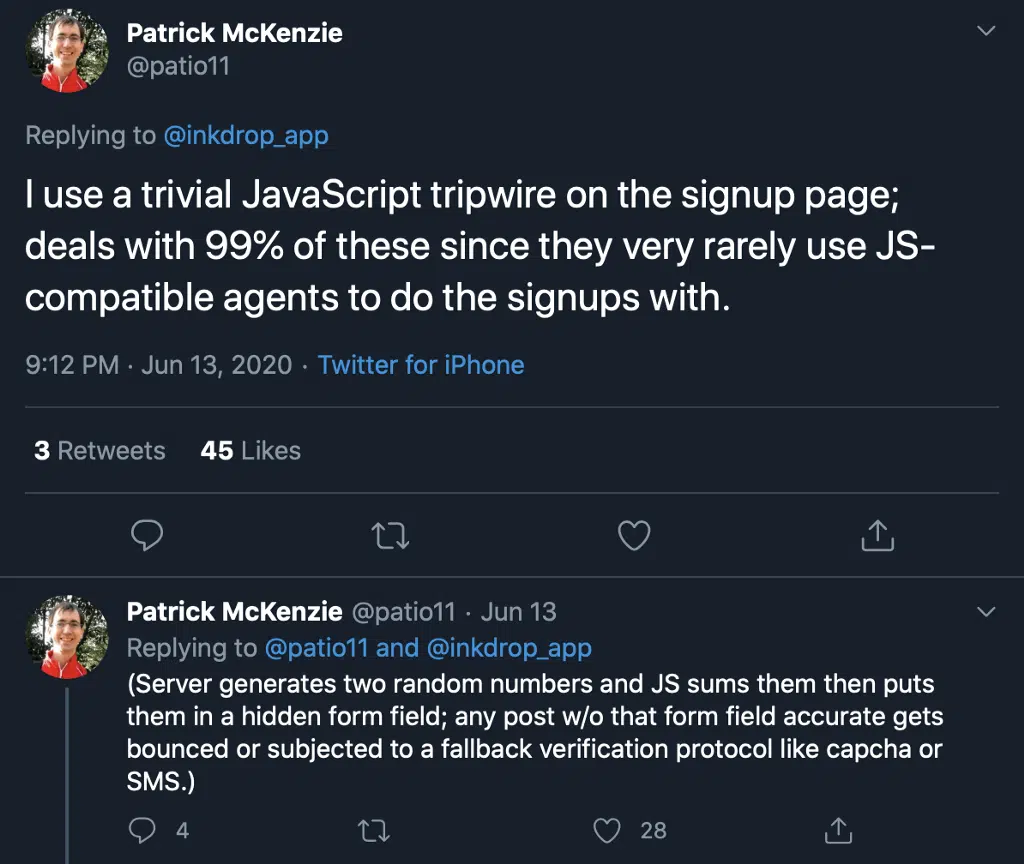 Patrick McKenzie
@patio11
Replying to @inkdrop_app
I use a trivial JavaScript tripwire on the signup page;
deals with 99% of these since they very rarely use JS-
compatible agents to do the signups with.
9:12 PM · Jun 13, 2020 · Twitter for iPhone
3 Retweets 45 Likes
Patrick McKenzie @patio11 · Jun 13
Replying to @patio11 and @inkdrop_app
(Server generates two random numbers and JS sums them then puts
them in a hidden form field; any post w/o that form field accurate gets
bounced or subjected to a fallback verification protocol like capcha or
SMS.)
4 28